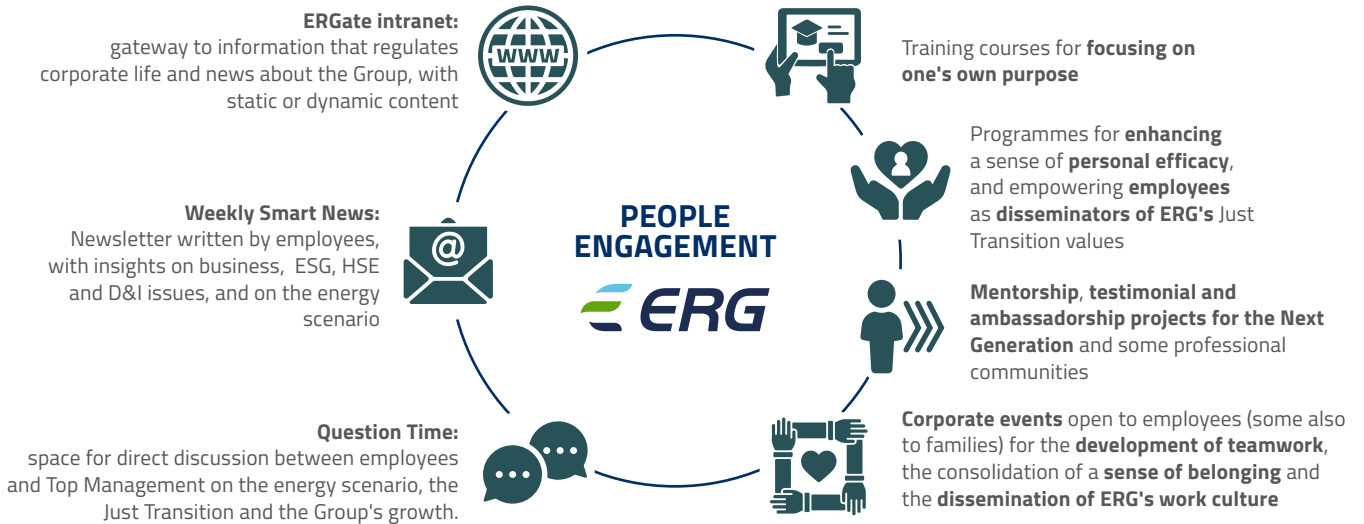 ERGate intranet:
gateway to information that regulates
corporate life and news about the Group, with
static or dynamic content
WWW
Training courses for focusing on
one's own purpose
Programmes for enhancing
a sense of personal efficacy,
and empowering employees
as disseminators of ERG's Just
Transition values
Weekly Smart News:
Newsletter written by employees,
with insights on business, ESG, HSE
and D&I issues, and on the energy
scenario
@
PEOPLE
ENGAGEMENT
ERG
Mentorship, testimonial and
ambassadorship projects for the Next
Generation and some professional
communities
Question Time:
space for direct discussion between employees
and Top Management on the energy scenario, the
Just Transition and the Group's growth.
Corporate events open to employees (some also
to families) for the development of teamwork,
the consolidation of a sense of belonging and
the dissemination of ERG's work culture